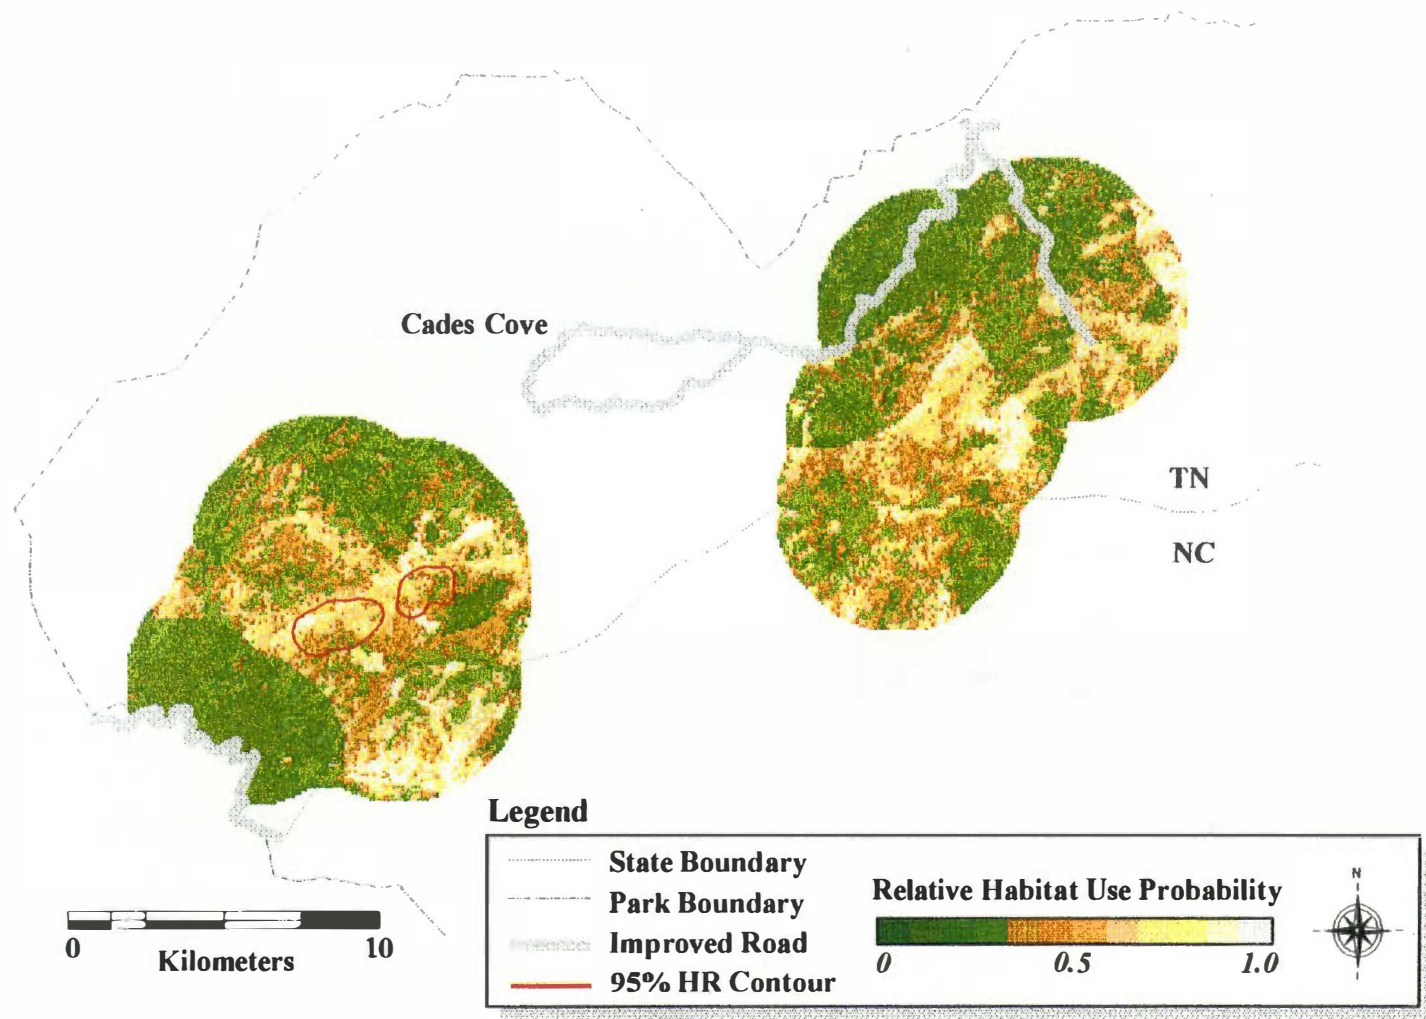 Cades Cove
TN
NC
Legend
State Boundary
Park Boundary
Improved Road
95% HR Contour
Relative Habitat Use Probability
0 0.5 1.0
N
0 10
Kilometers